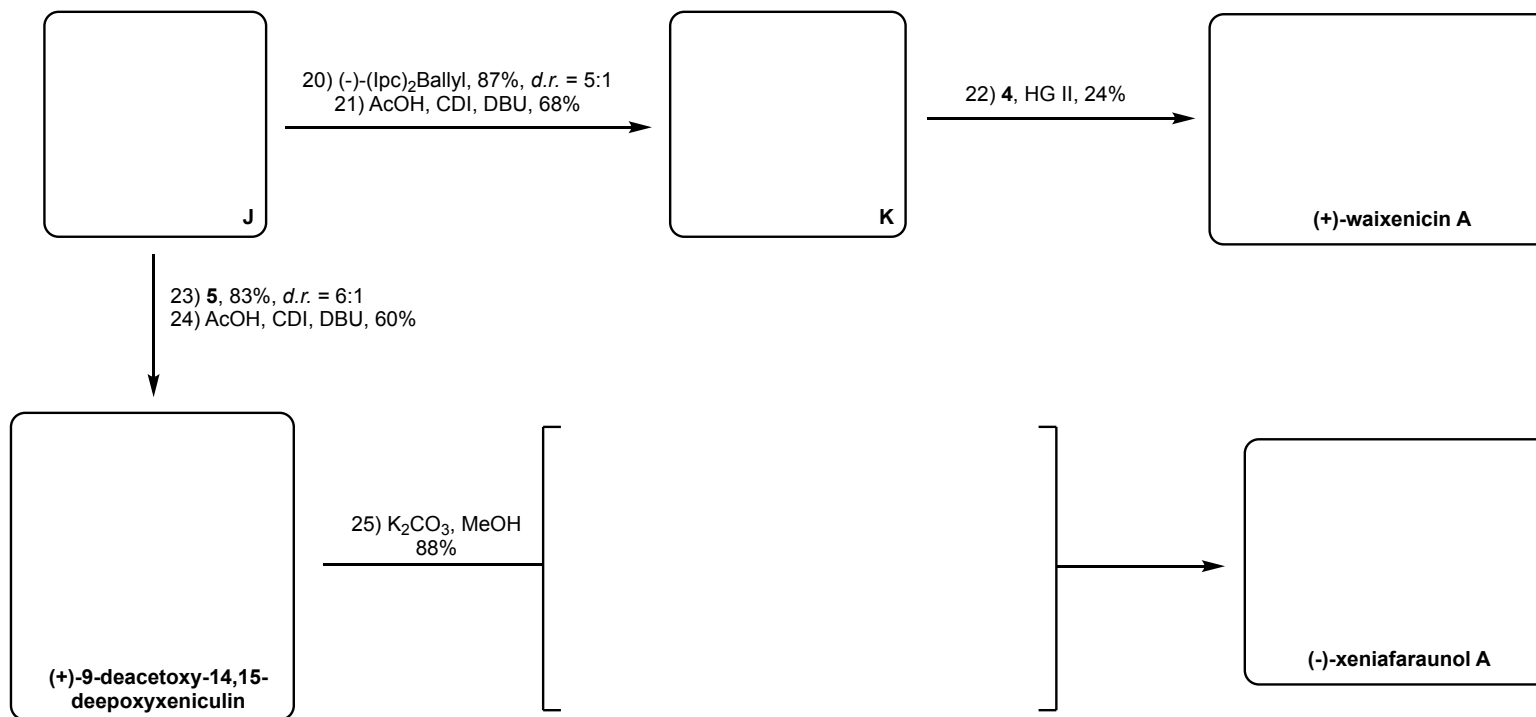 20) (-)-(Ipc)₂Ballyl, 87%, d.r. = 5:1
21) AcOH, CDI, DBU, 68%
22) 4, HG II, 24%
J
K
(+)-waixenicin A
23) 5, 83%, d.r. = 6:1
24) AcOH, CDI, DBU, 60%
25) K₂CO₃, MeOH
88%
(+)-9-deacetoxy-14,15-
deepoxyxeniculin
(-)-xeniafaraunol A